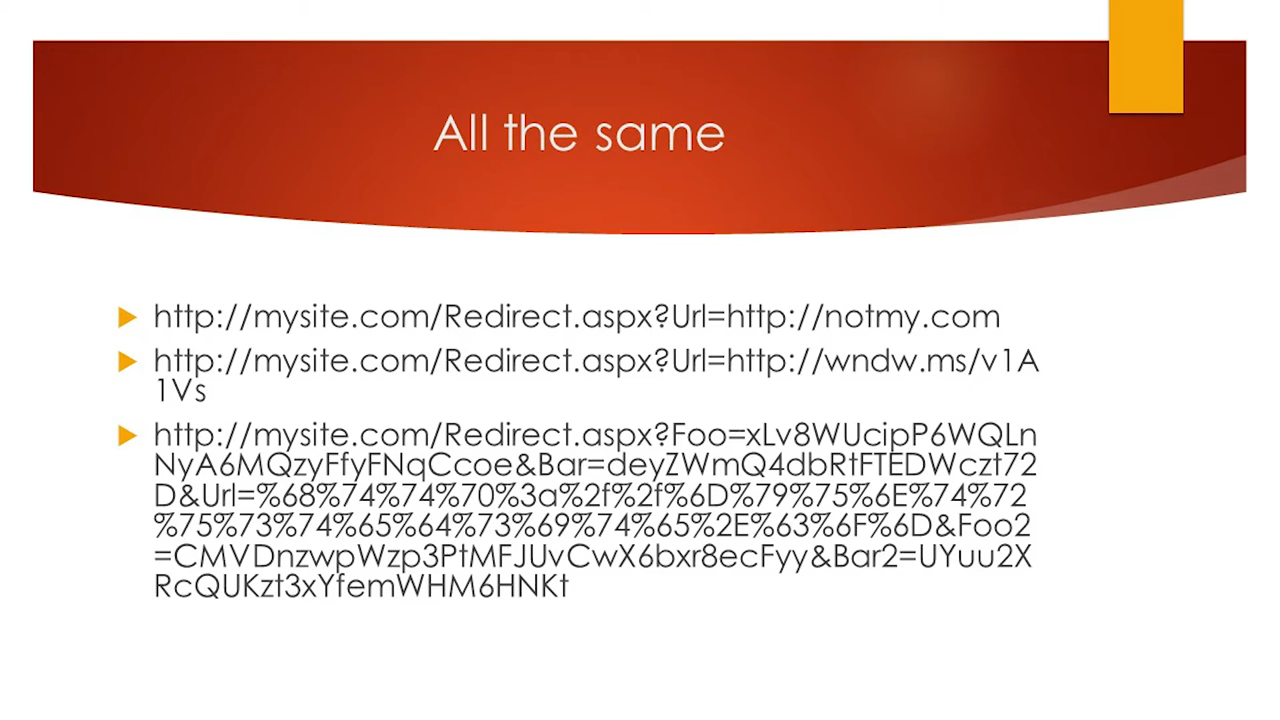 All the same
http://mysite.com/Redirect.aspx?Url=http://notmy.com
http://mysite.com/Redirect.aspx?Url=http://wndw.ms/v1A
1Vs
http://mysite.com/Redirect.aspx?Foo=xLv8WUcipP6WQLn
NyA6MQzyFfyFNqCcoe&Bar=deyZWmQ4dbRtFTEDWczt72
D&Url=%68%74%74%70%3a%2f%2f%6D%79%75%6E%74%72
%75%73%74%65%64%73%69%74%65%2E%63%6F%6D&Foo2
=CMVDnzwpWzp3PtMFJUvCwX6bxr8ecFyy&Bar2=UYuu2X
RcQUKzt3xYfemWHM6HNKt